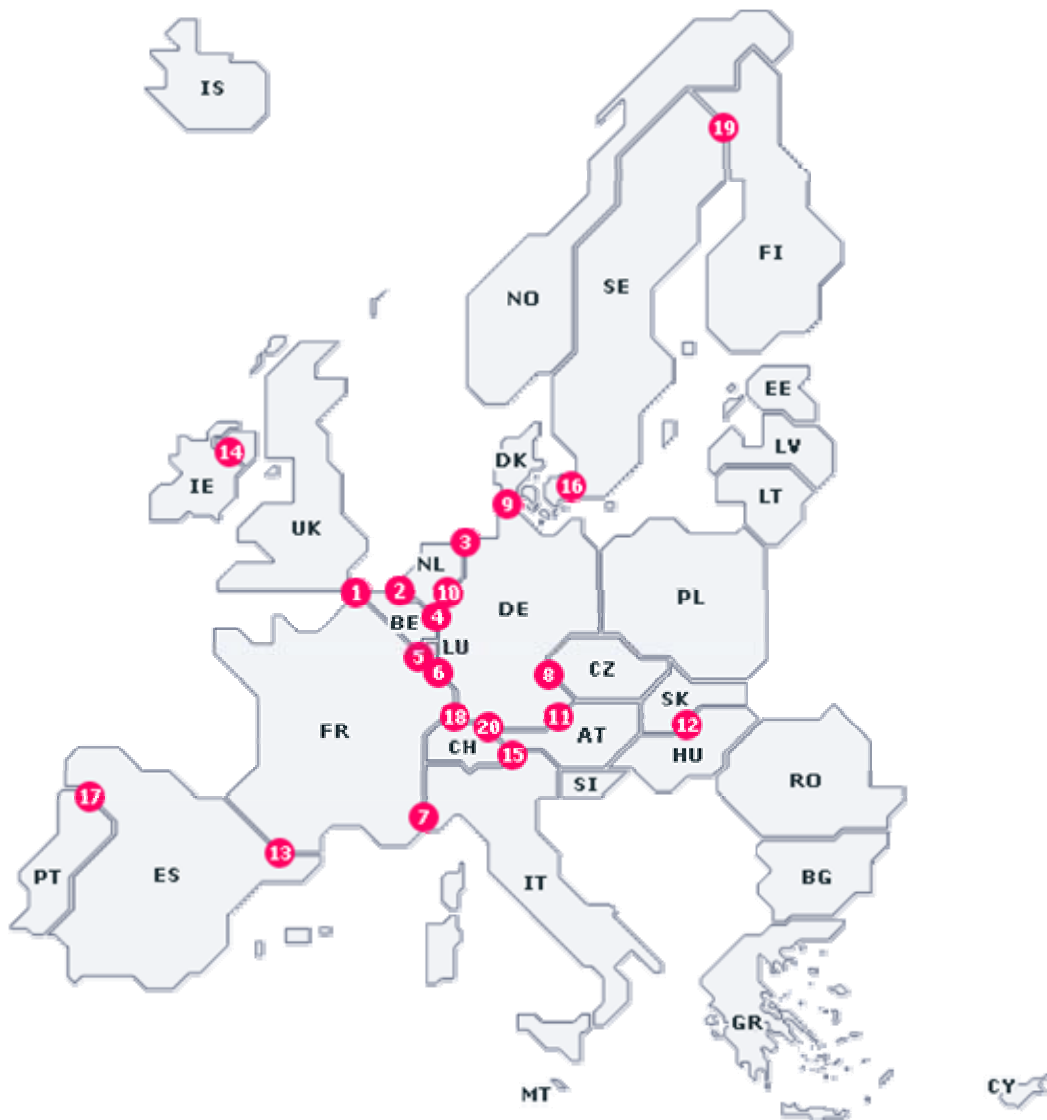 IS
19
FI
SE
NO
EE
14
DK
LV
IE
16
LT
9
UK
3
NL
1
2
10
PL
4
DE
BE
5
LU
6
8
CZ
SK
18
11
12
FR
20
AT
CH
15
HU
SI
RO
17
7
13
PT
ES
IT
BG
GR
MT
CY